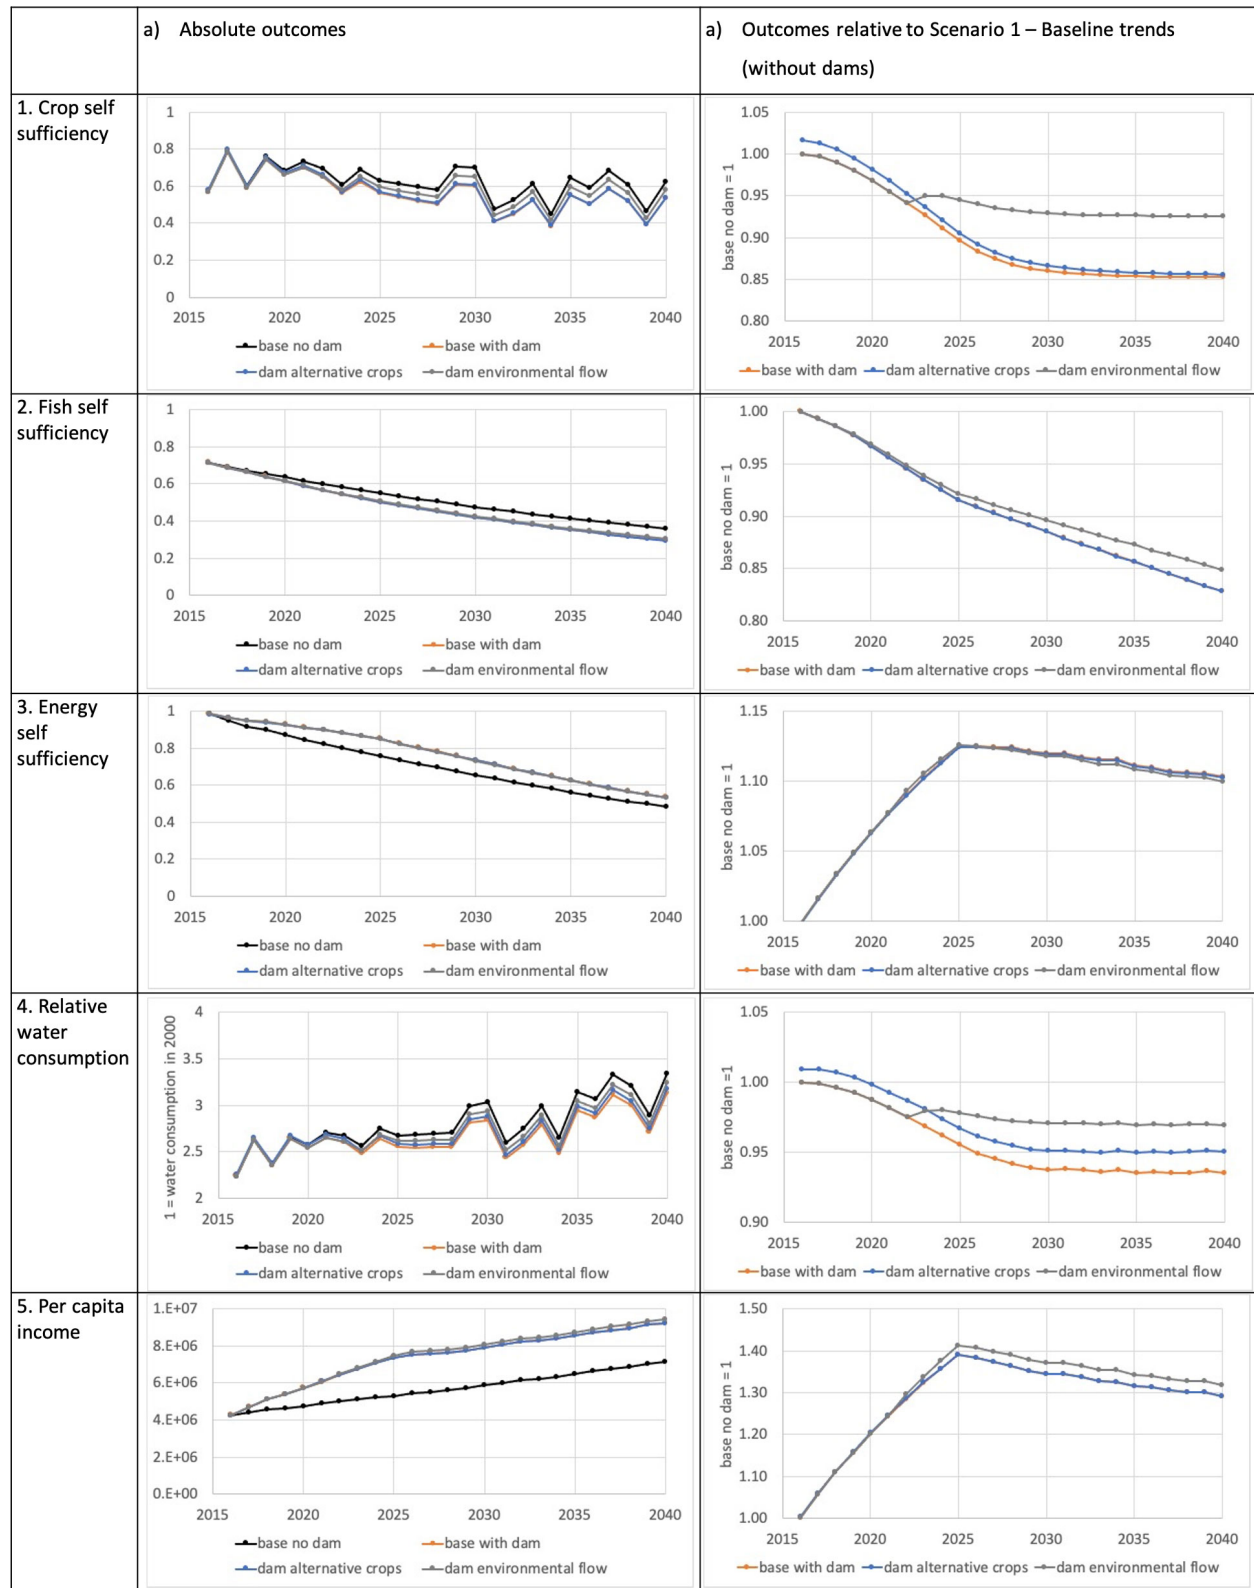 a) Absolute outcomes
a) Outcomes relative to Scenario 1 – Baseline trends
(without dams)
1. Crop self
sufficiency
1
0.8
0.6
0.4
0.2
0
2015 2020 2025 2030 2035 2040
base no dam base with dam
dam alternative crops dam environmental flow
base no dam = 1
1.05
1.00
0.95
0.90
0.85
0.80
2015 2020 2025 2030 2035 2040
base with dam dam alternative crops dam environmental flow
2. Fish self
sufficiency
1
0.8
0.6
0.4
0.2
0
2015 2020 2025 2030 2035 2040
base no dam base with dam
dam alternative crops dam environmental flow
base no dam = 1
1.00
0.95
0.90
0.85
0.80
2015 2020 2025 2030 2035 2040
base with dam dam alternative crops dam environmental flow
3. Energy
self
sufficiency
1
0.8
0.6
0.4
0.2
0
2015 2020 2025 2030 2035 2040
base no dam base with dam
dam alternative crops dam environmental flow
base no dam = 1
1.15
1.10
1.05
1.00
2015 2020 2025 2030 2035 2040
base with dam dam alternative crops dam environmental flow
4. Relative
water
consumption
1 = water consumption in 2000
4
3.5
3
2.5
2
2015 2020 2025 2030 2035 2040
base no dam base with dam
dam alternative crops dam environmental flow
base no dam =1
1.05
1.00
0.95
0.90
2015 2020 2025 2030 2035 2040
base with dam dam alternative crops dam environmental flow
5. Per capita
income
1.E+07
8.E+06
6.E+06
4.E+06
2.E+06
0.E+00
2015 2020 2025 2030 2035 2040
base no dam base with dam
dam alternative crops dam environmental flow
base no dam = 1
1.50
1.40
1.30
1.20
1.10
1.00
2015 2020 2025 2030 2035 2040
base with dam dam alternative crops dam environmental flow